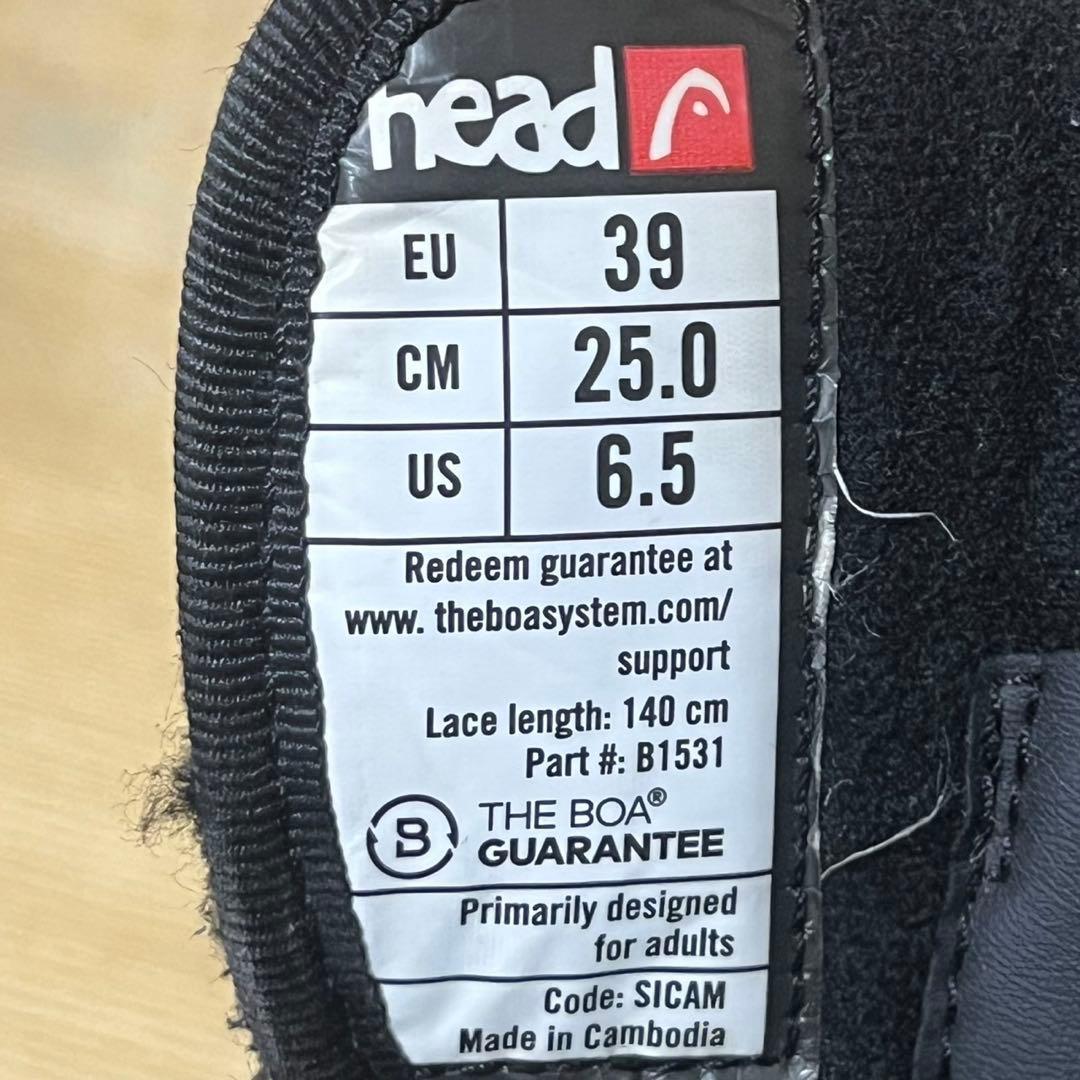 head
EU 39
CM 25.0
US 6.5
Redeem guarantee at
www. theboasystem.com/
support
Lace length: 140 cm
Part #: B1531
B THE BOA®
GUARANTEE
Primarily designed
for adults
Code: SICAM
Made in Cambodia